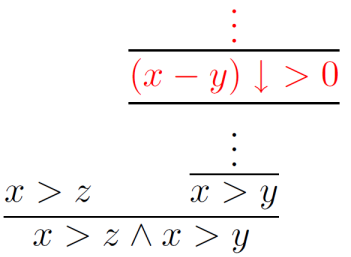 ⋮
(x − y) ↓ > 0
⋮
x > z x > y
x > z ∧ x > y